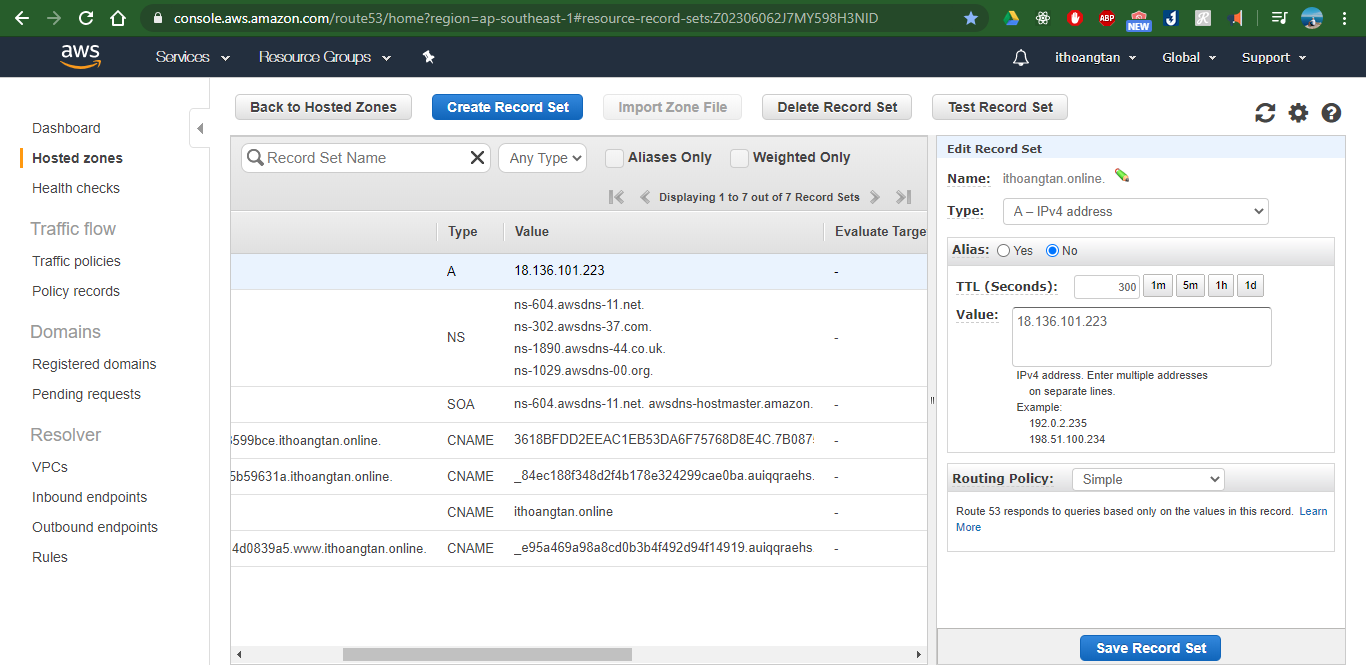 console.aws.amazon.com/route53/home?region=ap-southeast-1#resource-record-sets:Z02306062J7MY598H3NID
ABP
NEW
aws
Services
Resource Groups
ithoangtan
Global
Support
Dashboard
Hosted zones
Health checks
Traffic flow
Traffic policies
Policy records
Domains
Registered domains
Pending requests
Resolver
VPCs
Inbound endpoints
Outbound endpoints
Rules
Back to Hosted Zones
Create Record Set
Import Zone File
Delete Record Set
Test Record Set
Record Set Name
Any Type
Aliases Only
Weighted Only
Displaying 1 to 7 out of 7 Record Sets
Type Value Evaluate Targe
A 18.136.101.223 -
ns-604.awsdns-11.net.
ns-302.awsdns-37.com.
NS -
ns-1890.awsdns-44.co.uk.
ns-1029.awsdns-00.org.
SOA ns-604.awsdns-11.net. awsdns-hostmaster.amazon. -
3599bce.ithoangtan.online. CNAME 3618BFDD2EEAC1EB53DA6F75768D8E4C.7B087 -
5b59631a.ithoangtan.online. CNAME _84ec188f348d2f4b178e324299cae0ba.auiqqraehs. -
CNAME ithoangtan.online -
4d0839a5.www.ithoangtan.online. CNAME _e95a469a98a8cd0b3b4f492d94f14919.auiqqraehs. -
Edit Record Set
Name: ithoangtan.online.
Type: A – IPv4 address
Alias: Yes No
TTL (Seconds): 300 1m 5m 1h 1d
Value: 18.136.101.223
IPv4 address. Enter multiple addresses
on separate lines.
Example:
192.0.2.235
198.51.100.234
Routing Policy: Simple
Route 53 responds to queries based only on the values in this record. Learn
More
Save Record Set